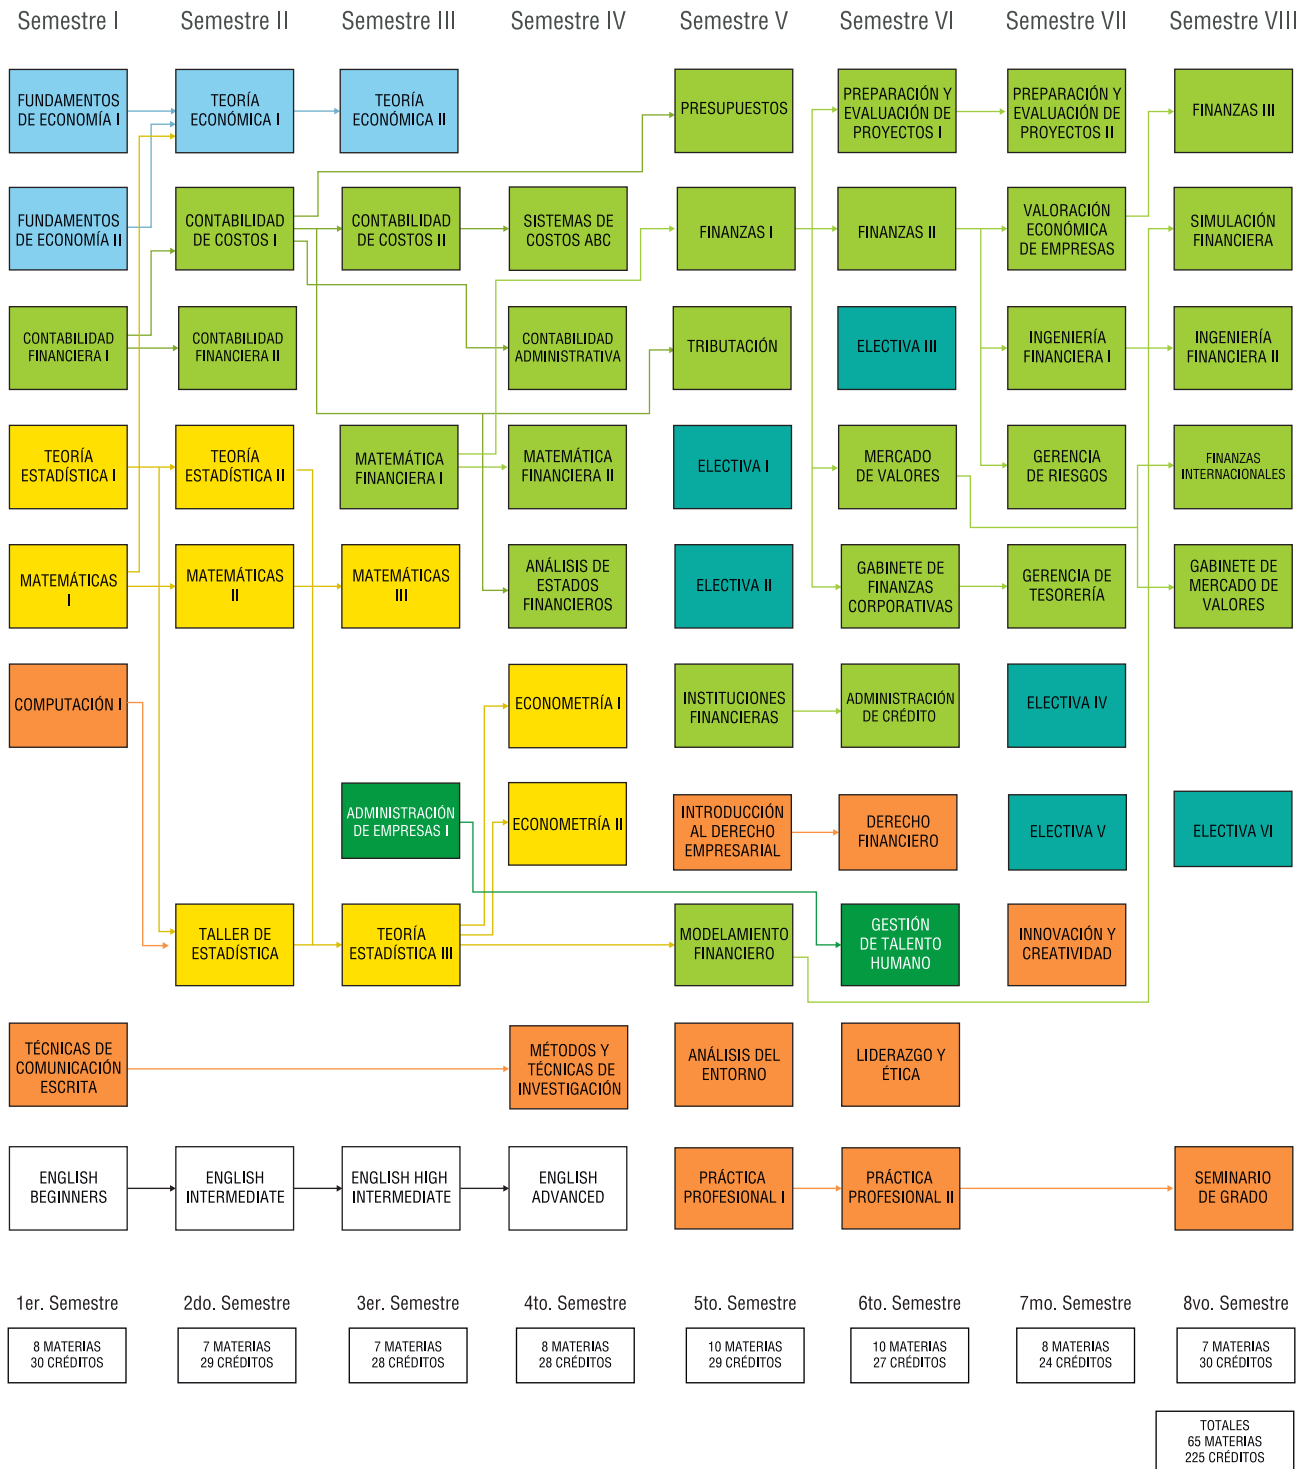 Semestre I
Semestre II
Semestre III
Semestre IV
Semestre V
Semestre VI
Semestre VII
Semestre VIII
FUNDAMENTOS
DE ECONOMÍA I
TEORÍA
ECONÓMICA I
TEORÍA
ECONÓMICA II
PRESUPUESTOS
PREPARACIÓN Y
EVALUACIÓN DE
PROYECTOS I
PREPARACIÓN Y
EVALUACIÓN DE
PROYECTOS II
FINANZAS III
FUNDAMENTOS
DE ECONOMÍA II
CONTABILIDAD
DE COSTOS I
CONTABILIDAD
DE COSTOS II
SISTEMAS DE
COSTOS ABC
FINANZAS I
FINANZAS II
VALORACIÓN
ECONÓMICA
DE EMPRESAS
SIMULACIÓN
FINANCIERA
CONTABILIDAD
FINANCIERA I
CONTABILIDAD
FINANCIERA II
CONTABILIDAD
ADMINISTRATIVA
TRIBUTACIÓN
ELECTIVA III
INGENIERÍA
FINANCIERA I
INGENIERÍA
FINANCIERA II
TEORÍA
ESTADÍSTICA I
TEORÍA
ESTADÍSTICA II
MATEMÁTICA
FINANCIERA I
MATEMÁTICA
FINANCIERA II
ELECTIVA I
MERCADO
DE VALORES
GERENCIA
DE RIESGOS
FINANZAS
INTERNACIONALES
MATEMÁTICAS
I
MATEMÁTICAS
II
MATEMÁTICAS
III
ANÁLISIS DE
ESTADOS
FINANCIEROS
ELECTIVA II
GABINETE DE
FINANZAS
CORPORATIVAS
GERENCIA DE
TESORERÍA
GABINETE DE
MERCADO DE
VALORES
COMPUTACIÓN I
ECONOMETRÍA I
INSTITUCIONES
FINANCIERAS
ADMINISTRACIÓN
DE CRÉDITO
ELECTIVA IV
ADMINISTRACIÓN
DE EMPRESAS I
ECONOMETRÍA II
INTRODUCCIÓN
AL DERECHO
EMPRESARIAL
DERECHO
FINANCIERO
ELECTIVA V
ELECTIVA VI
TALLER DE
ESTADÍSTICA
TEORÍA
ESTADÍSTICA III
MODELAMIENTO
FINANCIERO
GESTIÓN
DE TALENTO
HUMANO
INNOVACIÓN Y
CREATIVIDAD
TÉCNICAS DE
COMUNICACIÓN
ESCRITA
MÉTODOS Y
TÉCNICAS DE
INVESTIGACIÓN
ANÁLISIS DEL
ENTORNO
LIDERAZGO Y
ÉTICA
ENGLISH
BEGINNERS
ENGLISH
INTERMEDIATE
ENGLISH HIGH
INTERMEDIATE
ENGLISH
ADVANCED
PRÁCTICA
PROFESIONAL I
PRÁCTICA
PROFESIONAL II
SEMINARIO
DE GRADO
1er. Semestre
2do. Semestre
3er. Semestre
4to. Semestre
5to. Semestre
6to. Semestre
7mo. Semestre
8vo. Semestre
8 MATERIAS
30 CRÉDITOS
7 MATERIAS
29 CRÉDITOS
7 MATERIAS
28 CRÉDITOS
8 MATERIAS
28 CRÉDITOS
10 MATERIAS
29 CRÉDITOS
10 MATERIAS
27 CRÉDITOS
8 MATERIAS
24 CRÉDITOS
7 MATERIAS
30 CRÉDITOS
TOTALES
65 MATERIAS
225 CRÉDITOS